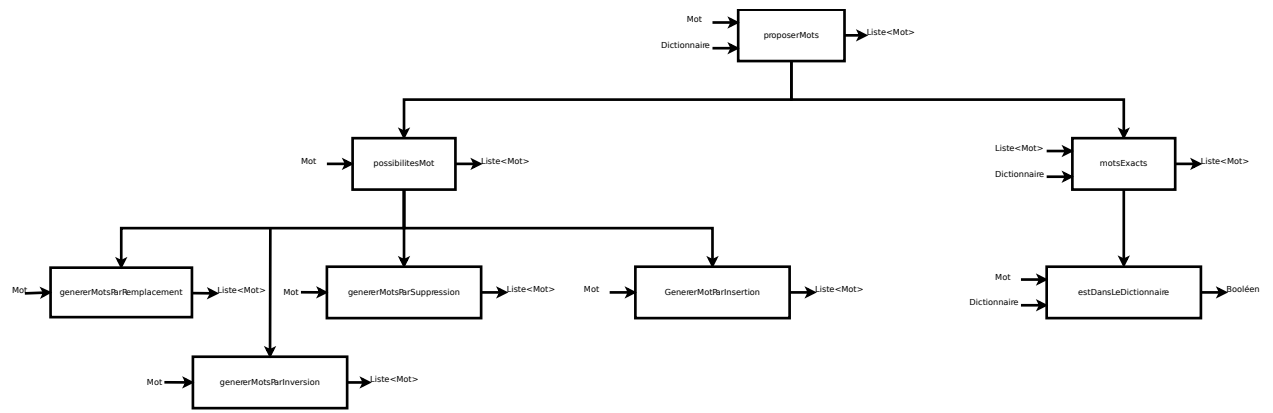 Mot
proposerMots
Liste<Mot>
Dictionnaire
Mot
possibilitesMot
Liste<Mot>
Liste<Mot>
motsExacts
Liste<Mot>
Dictionnaire
Mot
genererMotsParRemplacement
Liste<Mot>
Mot
genererMotsParSuppression
Liste<Mot>
Mot
GenererMotParInsertion
Liste<Mot>
Mot
estDansLeDictionnaire
Booléen
Dictionnaire
Mot
genererMotsParInversion
Liste<Mot>